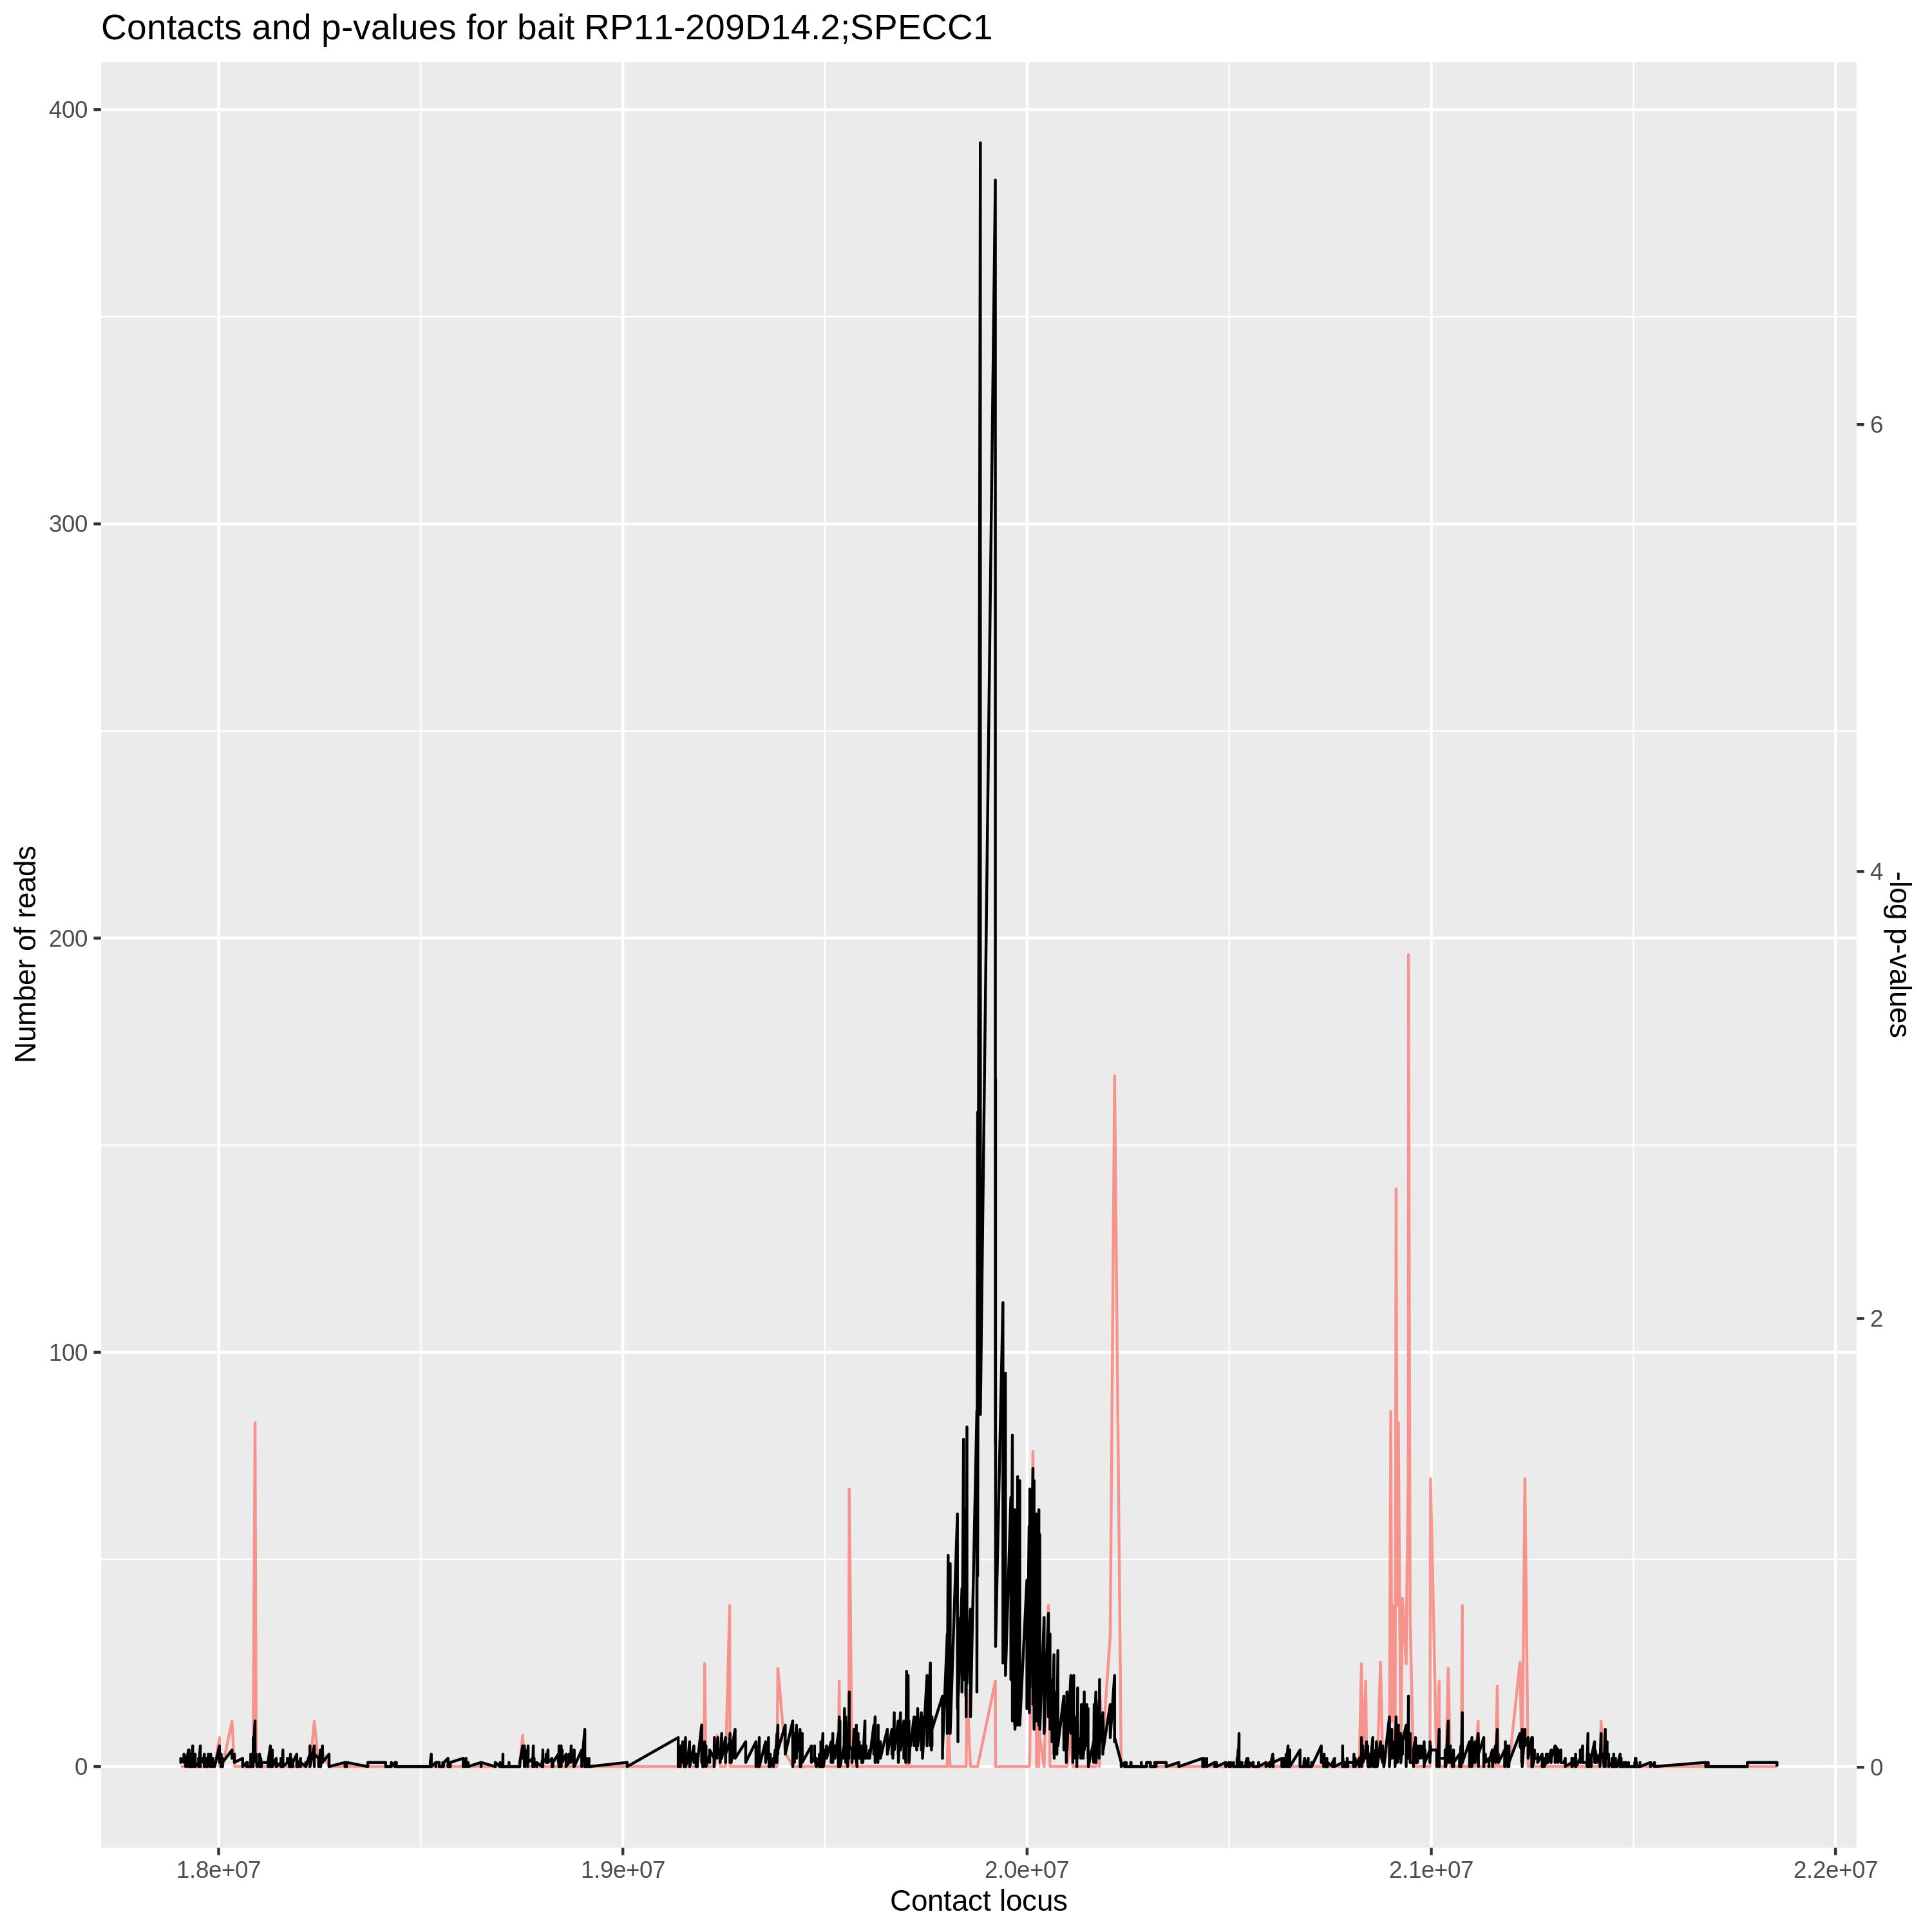 Contacts and p-values for bait RP11-209D14.2;SPECC1
400
300
200
100
0
Number of reads
6
4
2
0
-log p-values
1.8e+07 1.9e+07 2.0e+07 2.1e+07 2.2e+07
Contact locus